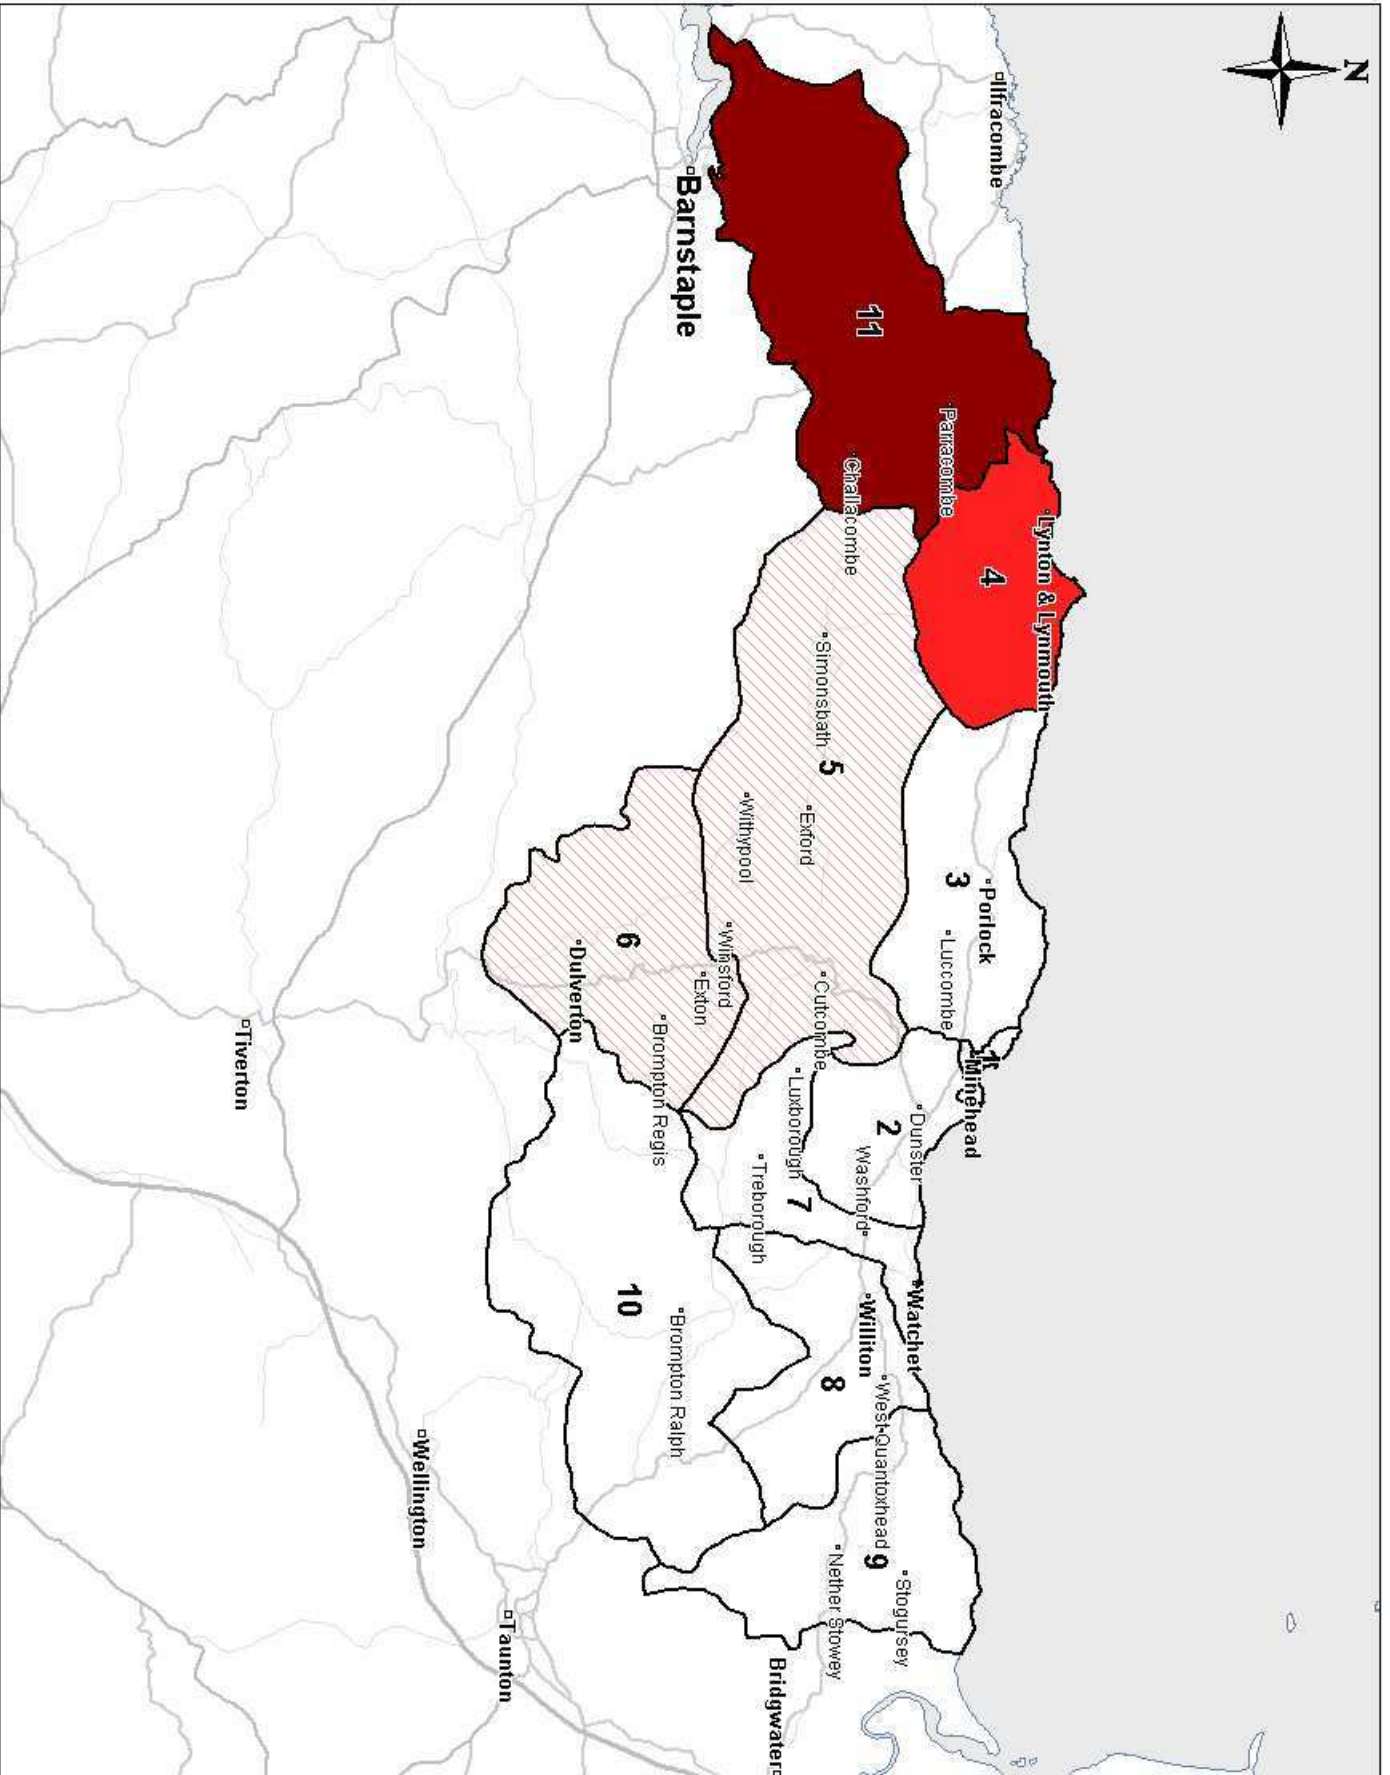 N
Ilfracombe
Barnstaple
11
Parracombe
Challacombe
Lynton & Lynmouth
4
Simonsbath
5
Exford
Withypool
3
Porlock
Luccombe
Winsford
Exton
6
Dulverton
Cutcombe
Brompton Regis
1
Minehead
Dunster
2
Washford
Luxborough
7
Treborough
Watchet
Williton
8
West Quantoxhead
10
Brompton Ralph
9
Stogursey
Nether Stowey
Bridgwater
Tiverton
Wellington
Taunton